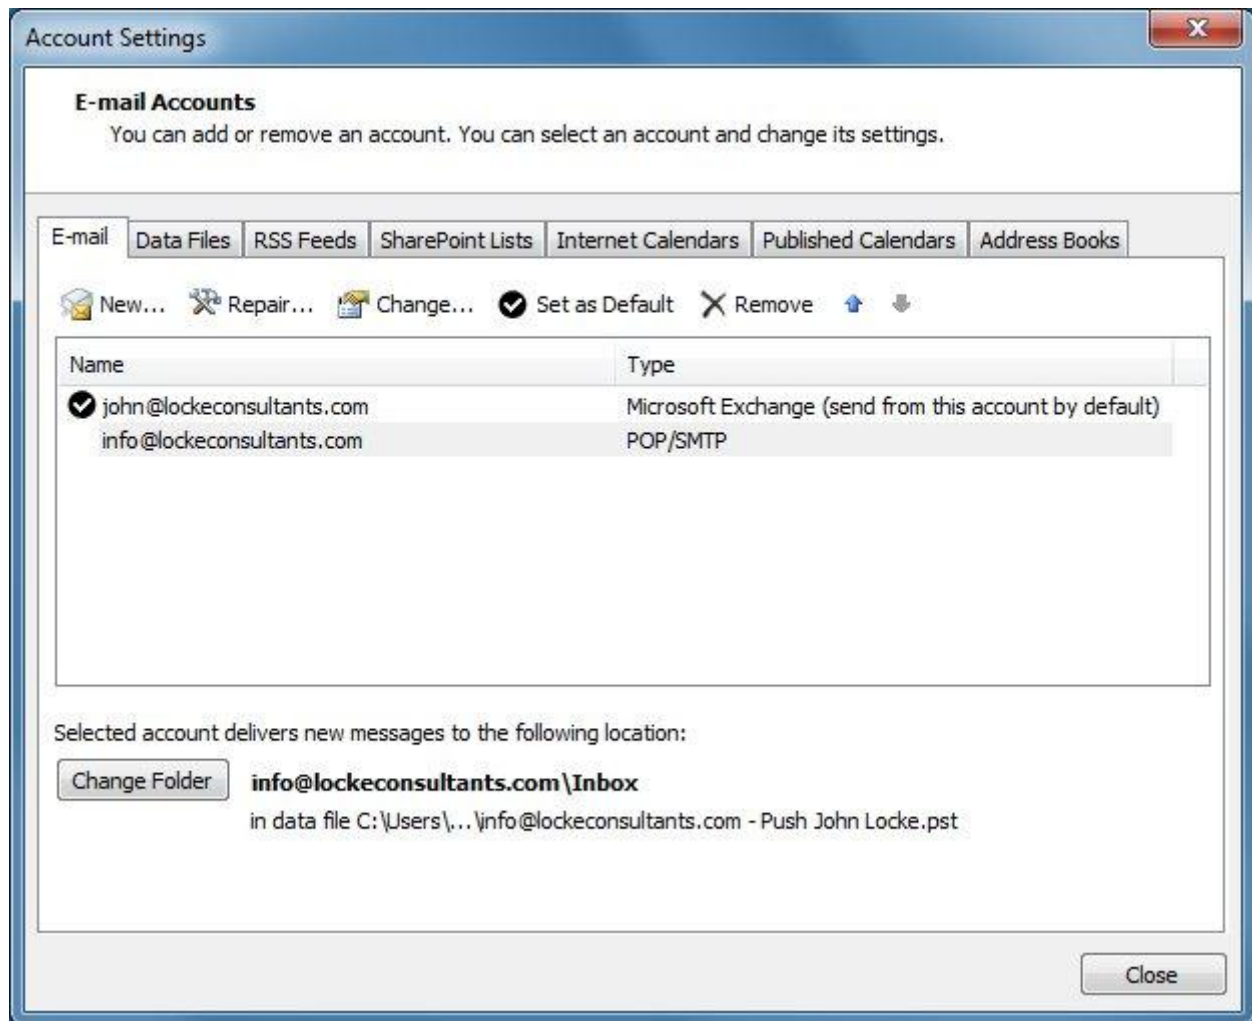 Account Settings
E-mail Accounts
You can add or remove an account. You can select an account and change its settings.
E-mail Data Files RSS Feeds SharePoint Lists Internet Calendars Published Calendars Address Books
New... Repair... Change... Set as Default Remove
Name Type
john@lockeconsultants.com Microsoft Exchange (send from this account by default)
info@lockeconsultants.com POP/SMTP
Selected account delivers new messages to the following location:
Change Folder info@lockeconsultants.com\Inbox
in data file C:\Users\...\info@lockeconsultants.com - Push John Locke.pst
Close